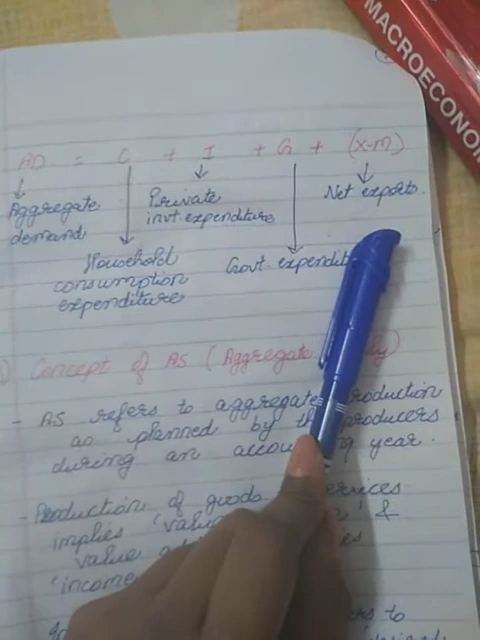 MACROECONOM
AD = C + I + G + (X-M)
Aggregate demand
Private invt expenditure
Net exports.
Household consumption expenditure
Govt. expendit
Concept of AS (Aggregate
- AS refers to aggregate production
as planned by the producers
during an accounting year.
- Production of goods services
implies 'valu &
value
'income
to